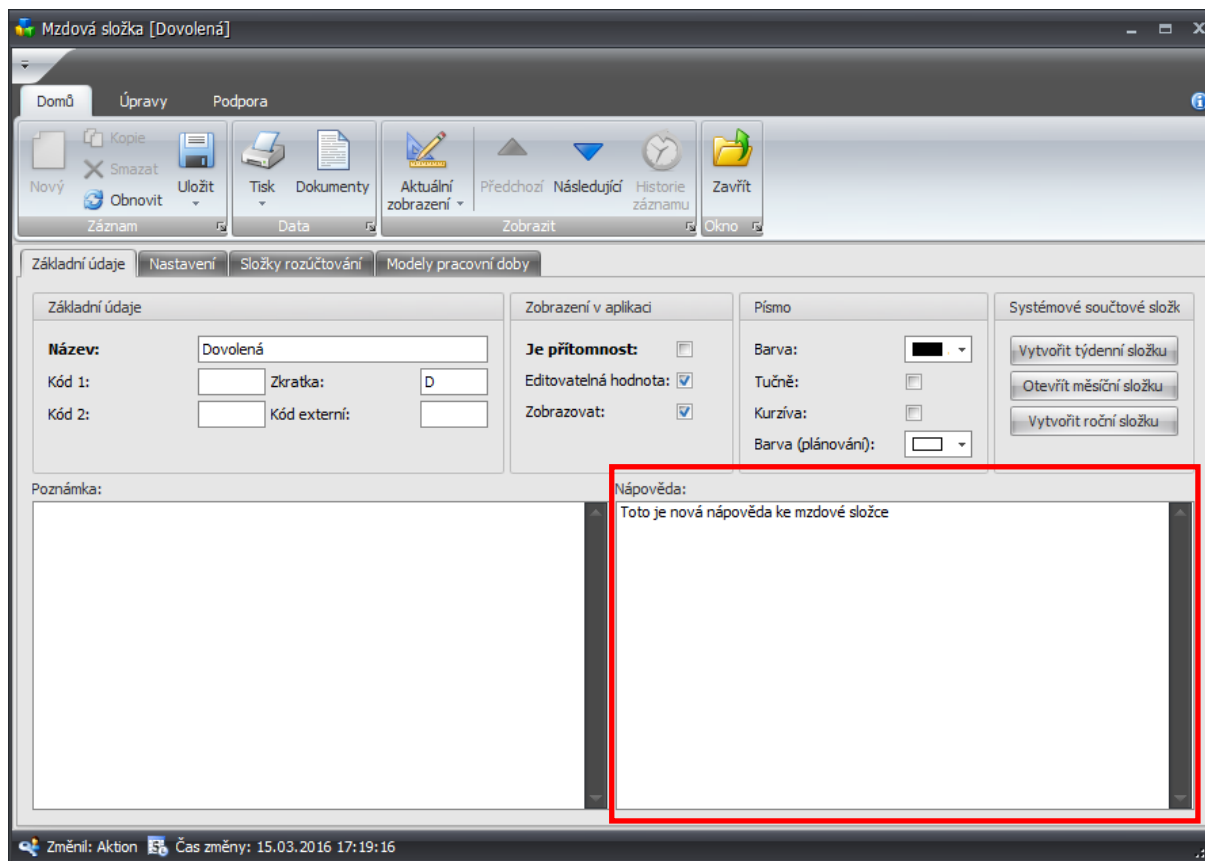 Mzdová složka [Dovolená]
Domů Úpravy Podpora
Nový Kopie Smazat Obnovit Uložit Tisk Dokumenty Aktuální zobrazení Předchozí Následující Historie záznamu Zavřít
Záznam Data Zobrazit Okno
Základní údaje Nastavení Složky rozúčtování Modely pracovní doby
Základní údaje Zobrazení v aplikaci Písmo Systémové součtové složk
Název: Dovolená Je přítomnost: Barva: Vytvořit týdenní složku
Kód 1: Zkratka: D Editovatelná hodnota: Tučně: Otevřít měsíční složku
Kód 2: Kód externí: Zobrazovat: Kurzíva: Vytvořit roční složku
Barva (plánování):
Poznámka: Nápověda:
Toto je nová nápověda ke mzdové složce
Změnil: Aktion Čas změny: 15.03.2016 17:19:16